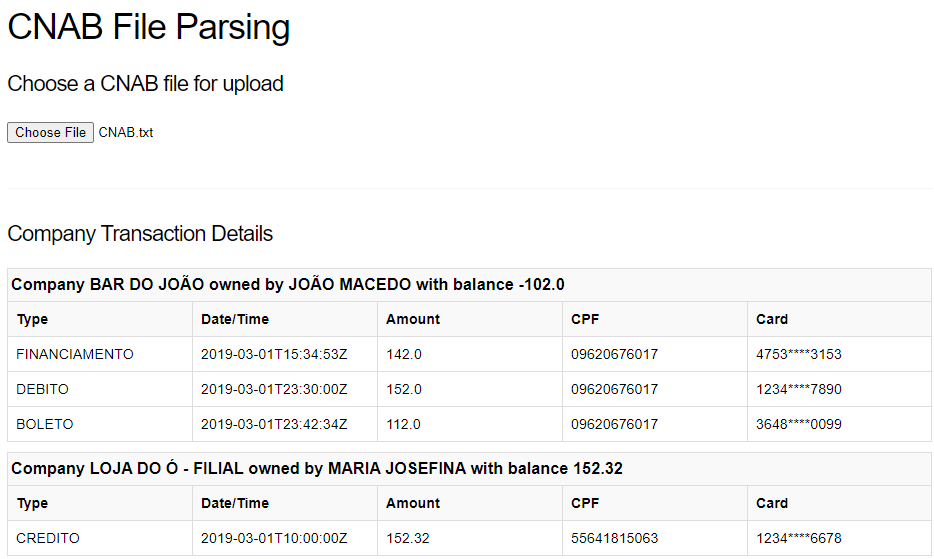 CNAB File Parsing
Choose a CNAB file for upload
Choose File CNAB.txt
Company Transaction Details
Company BAR DO JOÃO owned by JOÃO MACEDO with balance -102.0
Type Date/Time Amount CPF Card
FINANCIAMENTO 2019-03-01T15:34:53Z 142.0 09620676017 4753****3153
DEBITO 2019-03-01T23:30:00Z 152.0 09620676017 1234****7890
BOLETO 2019-03-01T23:42:34Z 112.0 09620676017 3648****0099
Company LOJA DO Ó - FILIAL owned by MARIA JOSEFINA with balance 152.32
Type Date/Time Amount CPF Card
CREDITO 2019-03-01T10:00:00Z 152.32 55641815063 1234****6678